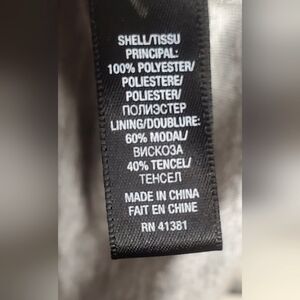 SHELL/TISSU
PRINCIPAL:
100% POLYESTER/
POLIESTERE/
POLIESTER/
ПОЛИЭСТЕР
LINING/DOUBLURE:
60% MODAL/
ВИСКОЗА
40% TENCEL/
ТЕНСЕЛ
MADE IN CHINA
FAIT EN CHINE
RN 41381